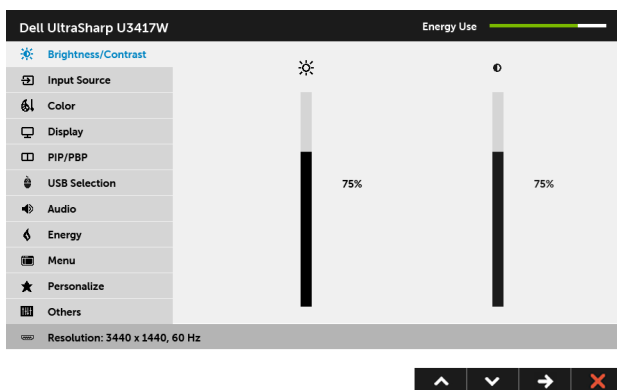 Dell UltraSharp U3417W
Energy Use
Brightness/Contrast
Input Source
Color
Display
PIP/PBP
USB Selection
Audio
Energy
Menu
Personalize
Others
75%
75%
Resolution: 3440 x 1440, 60 Hz